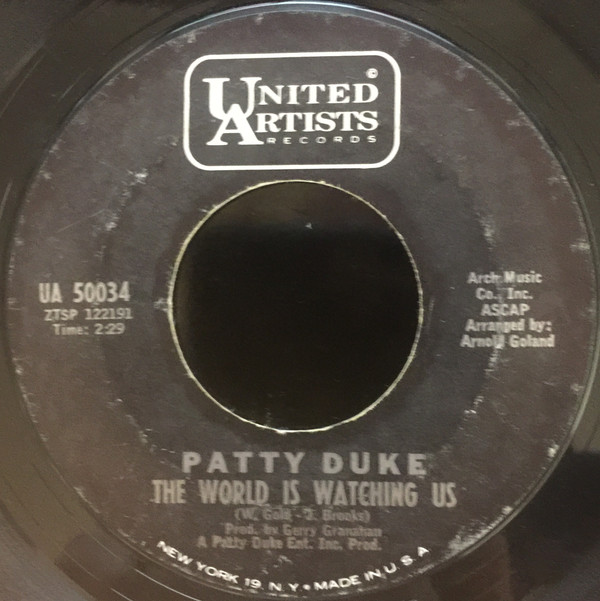 UNITED ©
ARTISTS
RECORDS
UA 50034
ZTSP 122191
Time: 2:29
Arch Music
Co., Inc.
ASCAP
Arranged by:
Arnold Goland
PATTY DUKE
THE WORLD IS WATCHING US
(W. Gold - J. Brooks)
Prod. by Gerry Granahan
A Patty Duke Ent. Inc. Prod.
NEW YORK 19, N.Y. • MADE IN U.S.A